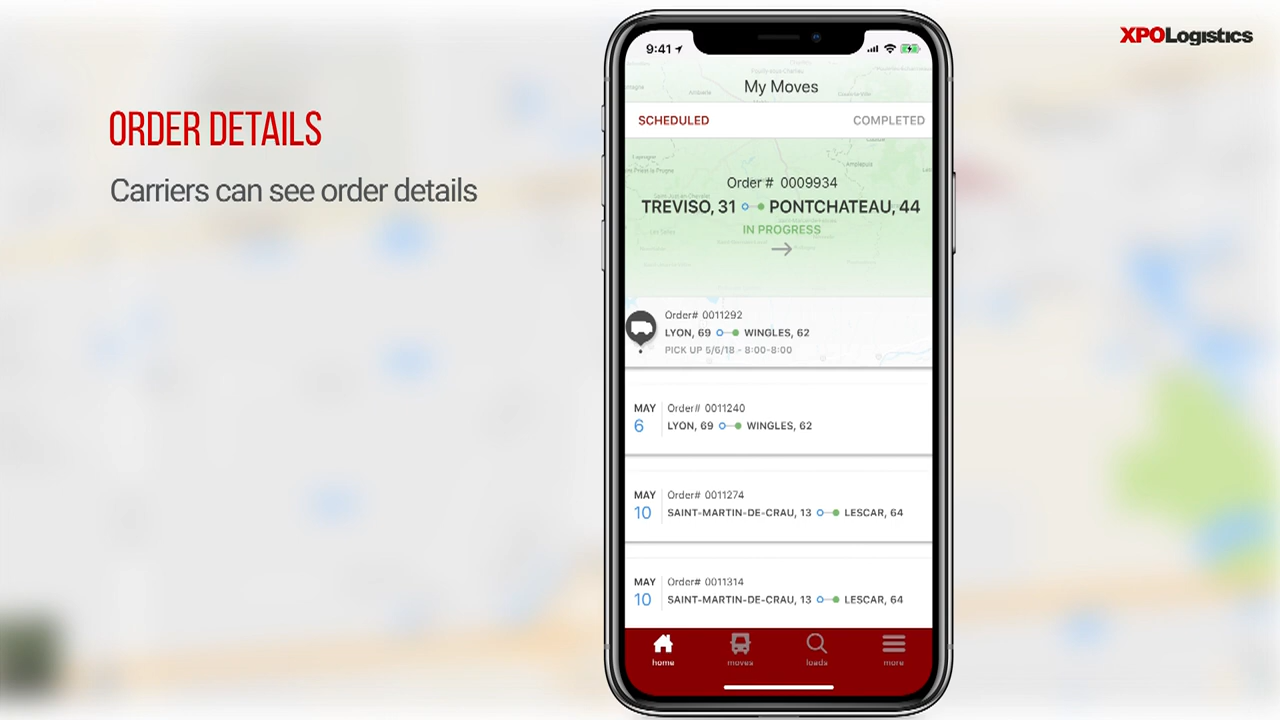 XPOLogistics
ORDER DETAILS
Carriers can see order details
9:41
My Moves
SCHEDULED COMPLETED
Order # 0009934
TREVISO, 31 PONTCHATEAU, 44
IN PROGRESS
Order# 0011292
LYON, 69 WINGLES, 62
PICK UP 5/6/18 - 8:00-8:00
MAY
6
Order# 0011240
LYON, 69 WINGLES, 62
MAY
10
Order# 0011274
SAINT-MARTIN-DE-CRAU, 13 LESCAR, 64
MAY
10
Order# 0011314
SAINT-MARTIN-DE-CRAU, 13 LESCAR, 64
home moves loads more